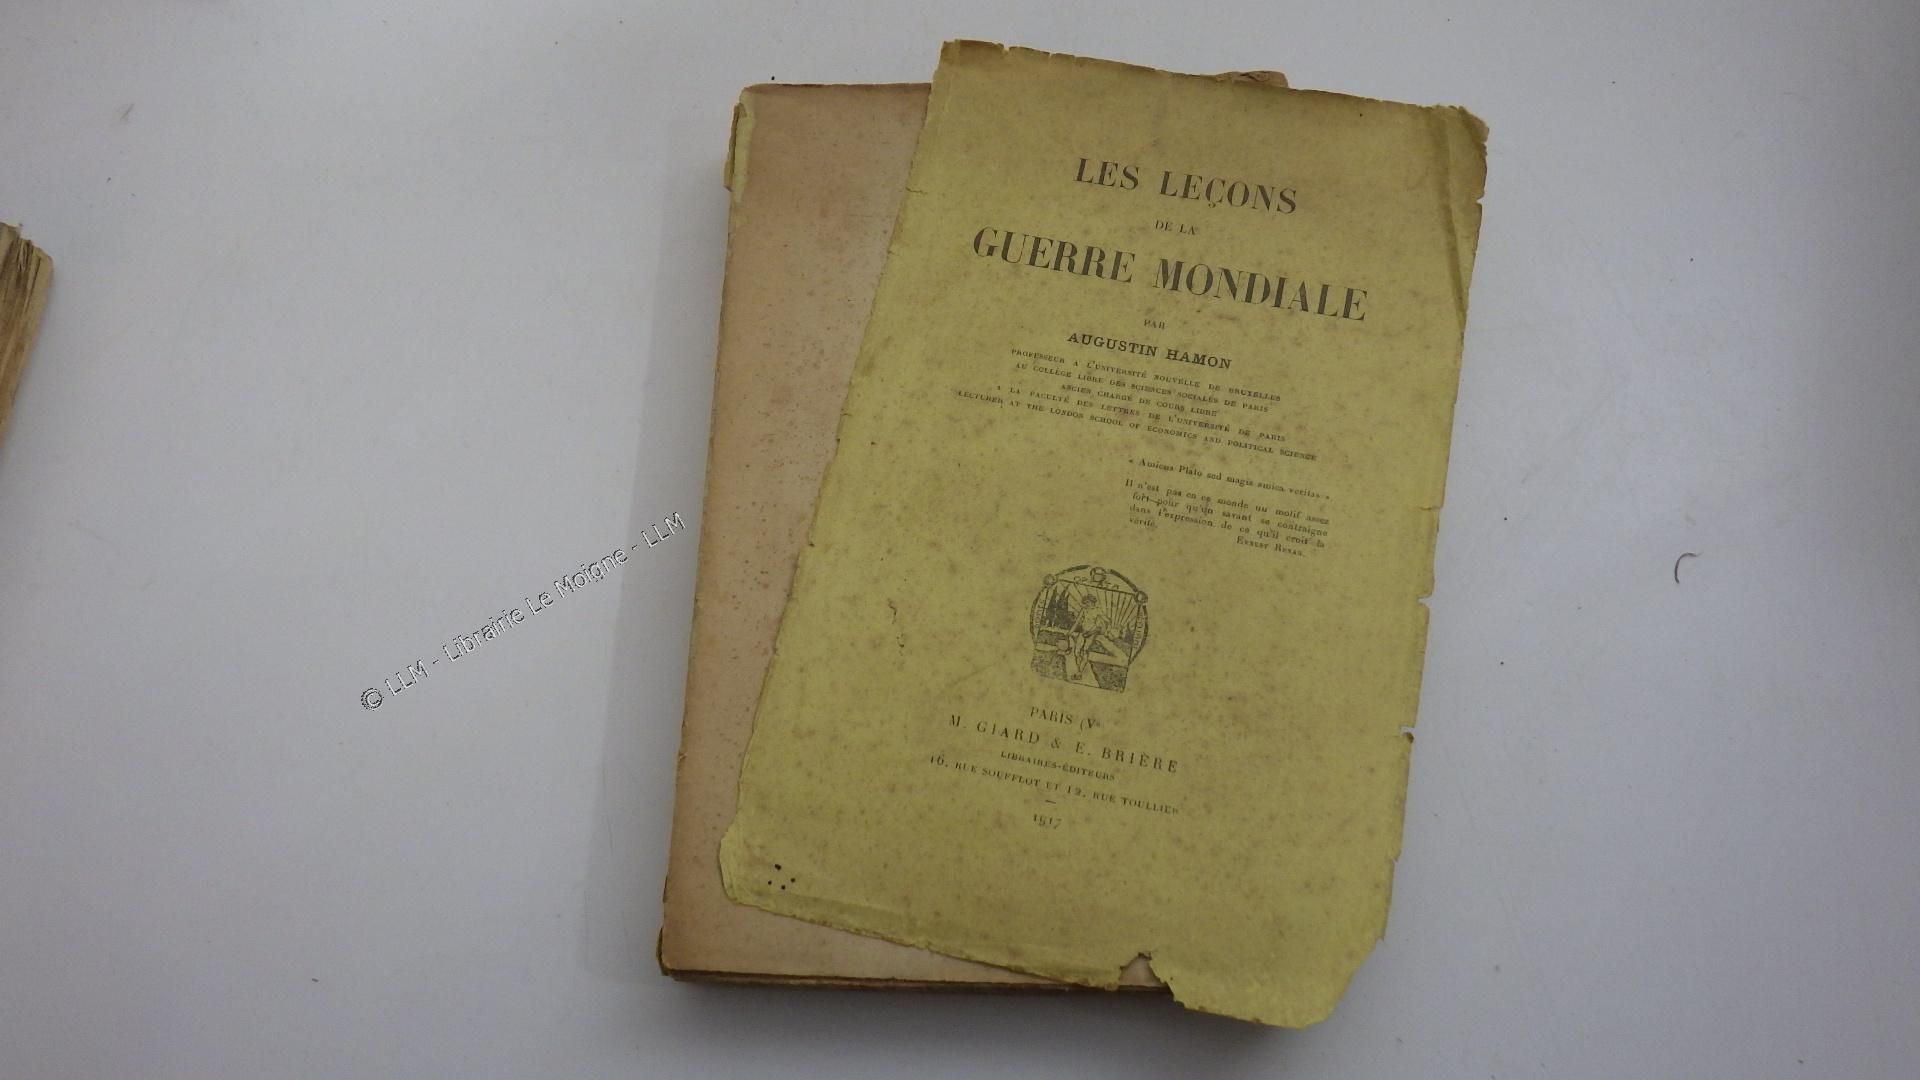 LES LEÇONS
DE LA
GUERRE MONDIALE
PAR
AUGUSTIN HAMON
PROFESSEUR A L'UNIVERSITÉ NOUVELLE DE BRUXELLES
AU COLLÈGE LIBRE DES SCIENCES SOCIALES DE PARIS
ANCIEN CHARGÉ DE COURS LIBRE
A LA FACULTÉ DES LETTRES DE L'UNIVERSITÉ DE PARIS
LECTURER AT THE LONDON SCHOOL OF ECONOMICS AND POLITICAL SCIENCE
« Amicus Plato sed magis amica veritas »
Il n'est pas en ce monde un motif assez
fort pour qu'un savant se contraigne
dans l'expression de ce qu'il croit la
vérité.
ERNEST RENAN.
PARIS (Ve
M. GIARD & E. BRIÈRE
LIBRAIRES-ÉDITEURS
16, RUE SOUFFLOT ET 12, RUE TOULLIER
1917
© LLM - Librairie Le Moigne - LLM